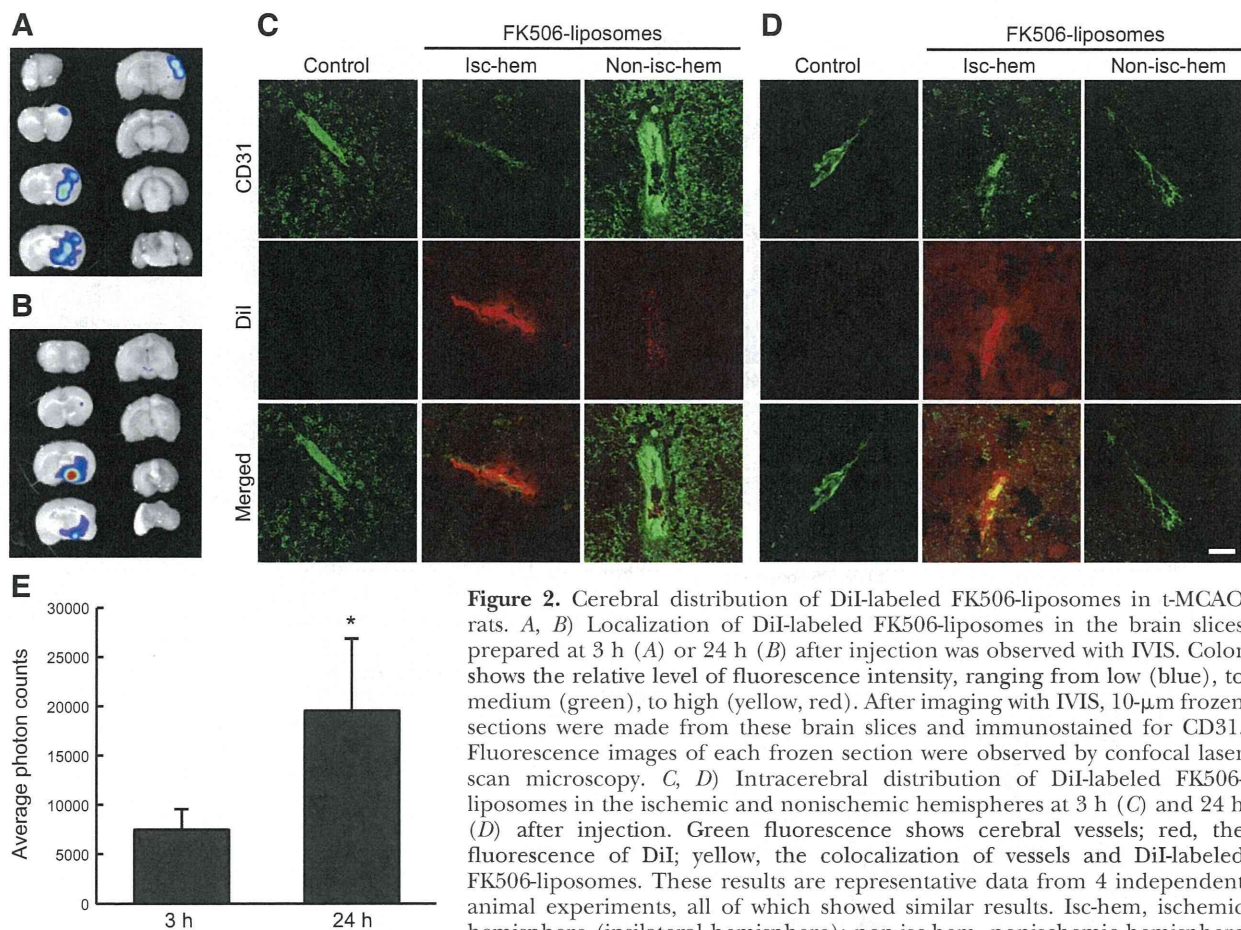 A
B
C
FK506-liposomes
Control
Isc-hem
Non-isc-hem
CD31
DiI
Merged
D
FK506-liposomes
Control
Isc-hem
Non-isc-hem
E
Average photon counts
30000
25000
20000
15000
10000
5000
0
*
3 h
24 h
Figure 2. Cerebral distribution of DiI-labeled FK506-liposomes in t-MCAO
rats. A, B) Localization of DiI-labeled FK506-liposomes in the brain slices
prepared at 3 h (A) or 24 h (B) after injection was observed with IVIS. Color
shows the relative level of fluorescence intensity, ranging from low (blue), to
medium (green), to high (yellow, red). After imaging with IVIS, 10-μm frozen
sections were made from these brain slices and immunostained for CD31.
Fluorescence images of each frozen section were observed by confocal laser
scan microscopy. C, D) Intracerebral distribution of DiI-labeled FK506-
liposomes in the ischemic and nonischemic hemispheres at 3 h (C) and 24 h
(D) after injection. Green fluorescence shows cerebral vessels; red, the
fluorescence of DiI; yellow, the colocalization of vessels and DiI-labeled
FK506-liposomes. These results are representative data from 4 independent
animal experiments, all of which showed similar results. Isc-hem, ischemic
hemisphere (ipsilateral hemisphere); non-isc-hem, nonischemic hemisphere